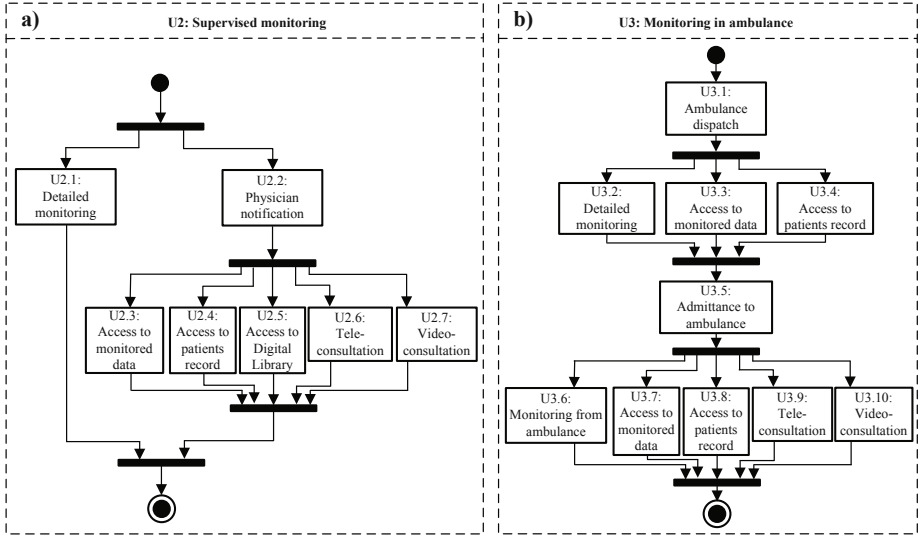 a)
U2: Supervised monitoring
U2.1:
Detailed
monitoring
U2.2:
Physician
notification
U2.3:
Access to
monitored
data
U2.4:
Access to
patients
record
U2.5:
Access to
Digital
Library
U2.6:
Tele-
consultation
U2.7:
Video-
consultation
b)
U3: Monitoring in ambulance
U3.1:
Ambulance
dispatch
U3.2:
Detailed
monitoring
U3.3:
Access to
monitored data
U3.4:
Access to
patients record
U3.5:
Admittance to
ambulance
U3.6:
Monitoring from
ambulance
U3.7:
Access to
monitored
data
U3.8:
Access to
patients
record
U3.9:
Tele-
consultation
U3.10:
Video-
consultation